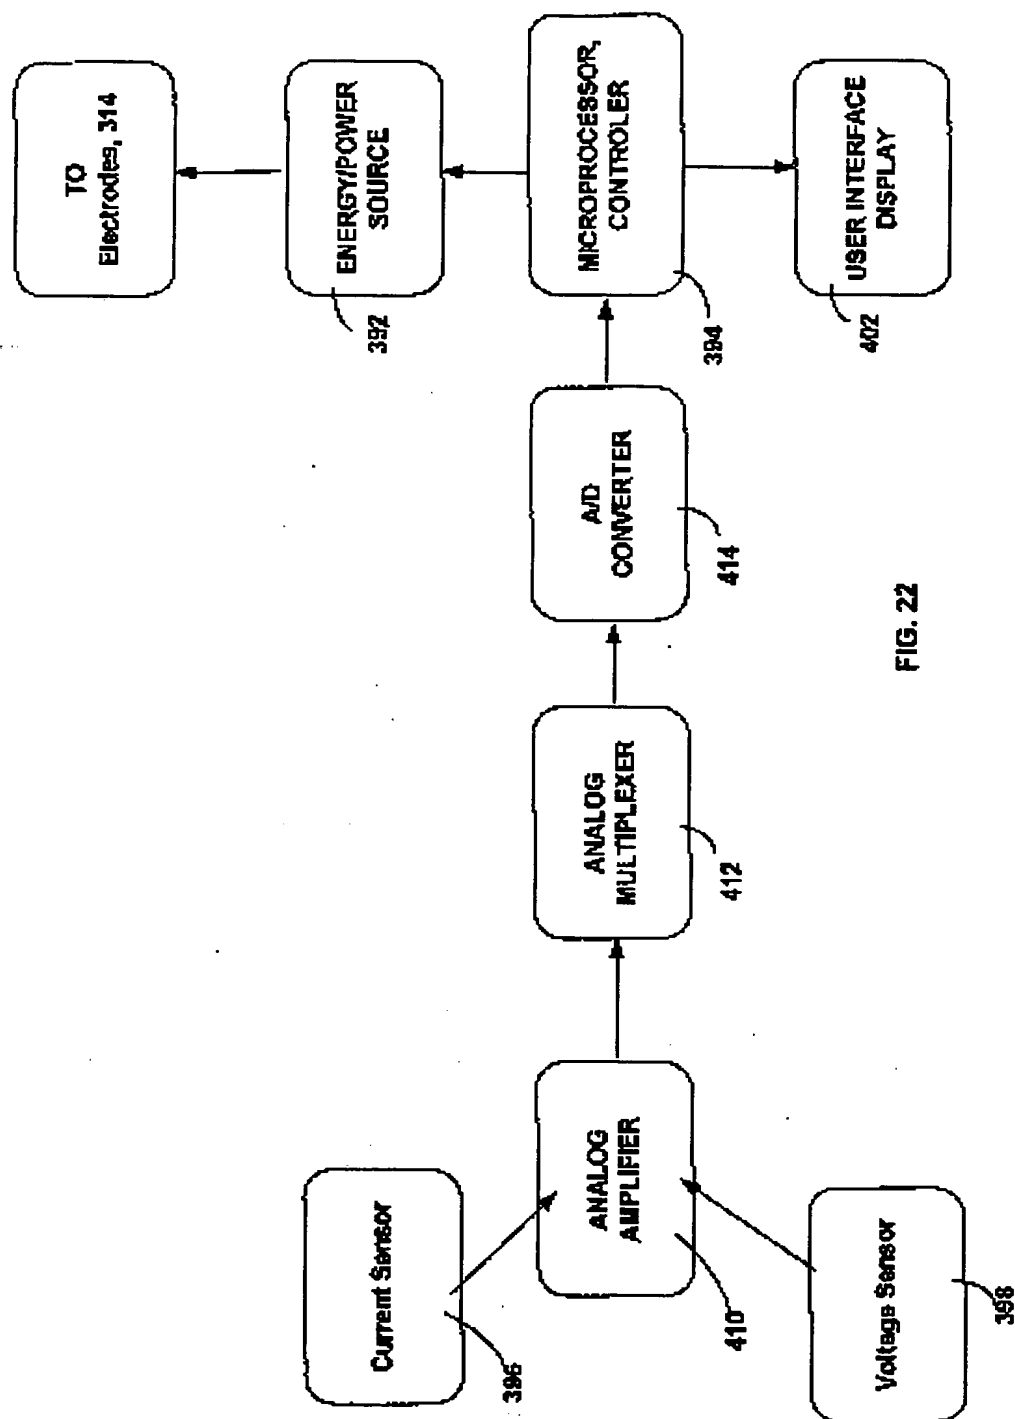 Current Sensor
396
ANALOG
AMPLIFIER
410
Voltage Sensor
398
ANALOG
MULTIPLEXER
412
A/D
CONVERTER
414
MICROPROCESSOR,
CONTROLER
394
ENERGY/POWER
SOURCE
392
TO
Electrodes, 314
USER INTERFACE
DISPLAY
402
FIG. 22